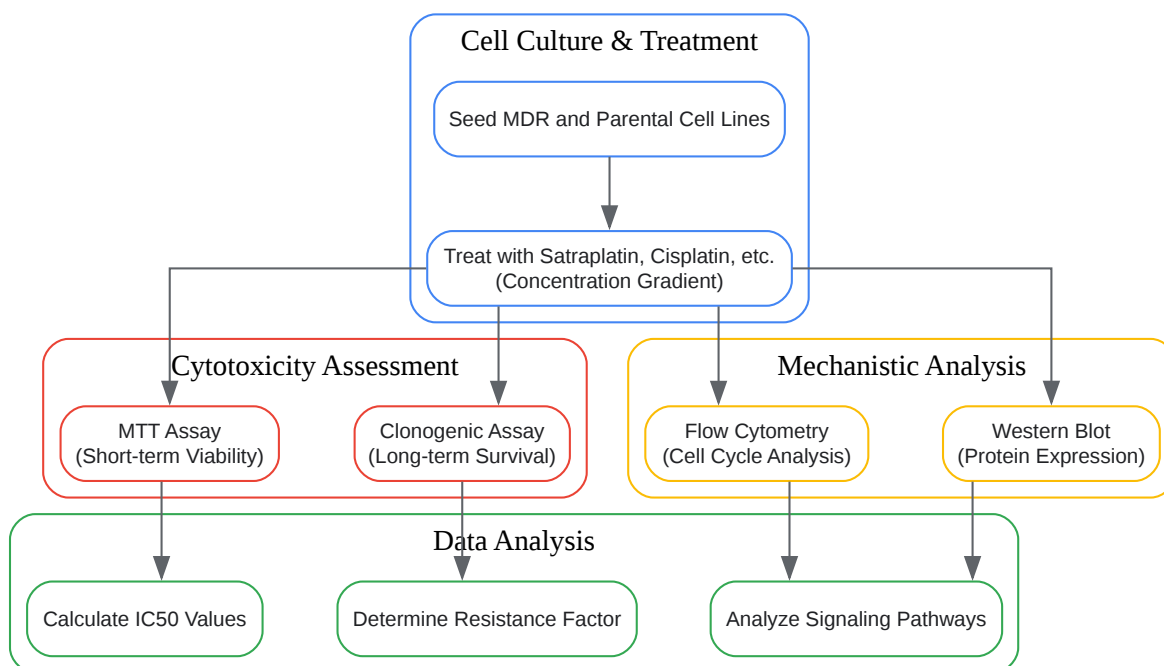 Cell Culture & Treatment
Seed MDR and Parental Cell Lines
Treat with Satraplatin, Cisplatin, etc.
(Concentration Gradient)
Cytotoxicity Assessment
Mechanistic Analysis
MTT Assay
(Short-term Viability)
Clonogenic Assay
(Long-term Survival)
Flow Cytometry
(Cell Cycle Analysis)
Western Blot
(Protein Expression)
Data Analysis
Calculate IC50 Values
Determine Resistance Factor
Analyze Signaling Pathways